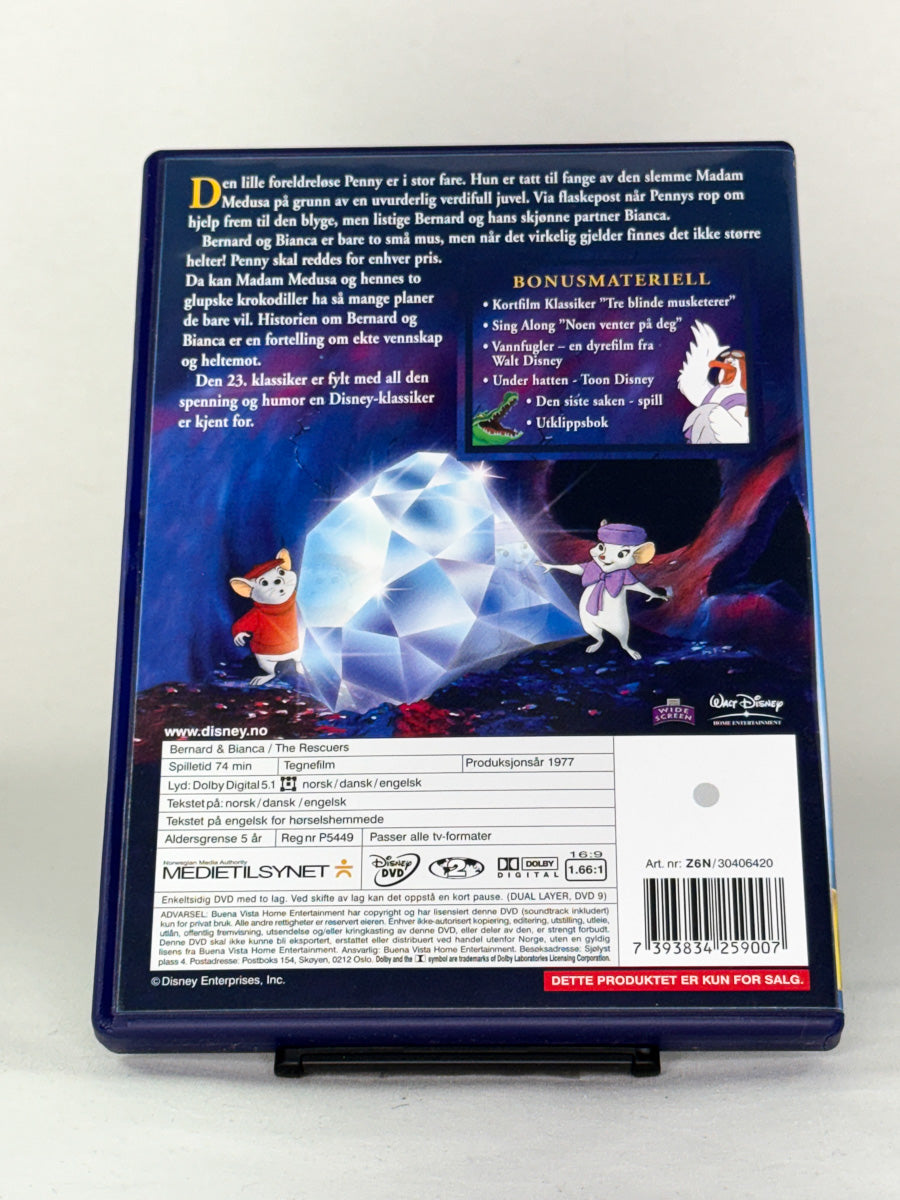 Den lille foreldreløse Penny er i stor fare. Hun er tatt til fange av den slemme Madam
Medusa på grunn av en uvurderlig verdifull juvel. Via flaskepost når Pennys rop om
hjelp frem til den blyge, men listige Bernard og hans skjønne partner Bianca.
Bernard og Bianca er bare to små mus, men når det virkelig gjelder finnes det ikke større
helter! Penny skal reddes for enhver pris.
Da kan Madam Medusa og hennes to
glupske krokodiller ha så mange planer
de bare vil. Historien om Bernard og
Bianca er en fortelling om ekte vennskap
og heltemot.
Den 23. klassiker er fylt med all den
spenning og humor en Disney-klassiker
er kjent for.
BONUSMATERIELL
• Kortfilm Klassiker "Tre blinde musketerer"
• Sing Along "Noen venter på deg"
• Vannfugler – en dyrefilm fra
Walt Disney
• Under hatten - Toon Disney
• Den siste saken - spill
• Utklippsbok
www.disney.no
WIDE
SCREEN
WALT DISNEY
HOME ENTERTAINMENT
Bernard & Bianca / The Rescuers
Spilletid 74 min Tegnefilm Produksjonsår 1977
Lyd: Dolby Digital 5.1 norsk / dansk / engelsk
Tekstet på: norsk / dansk / engelsk
Tekstet på engelsk for hørselshemmede
Aldersgrense 5 år Reg nr P5449 Passer alle tv-formater
Norwegian Media Authority
MEDIETILSYNET
Disney
DVD
2
DOLBY
DIGITAL
16:9
1.66:1
Enkeltsidig DVD med to lag. Ved skifte av lag kan det oppstå en kort pause. (DUAL LAYER, DVD 9)
ADVARSEL: Buena Vista Home Entertainment har copyright og har lisensiert denne DVD (soundtrack inkludert)
kun for privat bruk. Alle andre rettigheter er reservert eieren. Enhver ikke-autorisert kopiering, editering, utstilling, utleie,
utlån, offentlig fremvisning, utsendelse og/eller kringkasting av denne DVD, eller deler av den, er strengt forbudt.
Denne DVD skal ikke kunne bli eksportert, erstattet eller distribuert ved handel utenfor Norge, uten en gyldig
lisens fra Buena Vista Home Entertainment. Ansvarlig: Buena Vista Home Entertainment. Besøksadresse: Sjølyst
plass 4. Postadresse: Postboks 154, Skøyen, 0212 Oslo. Dolby and the symbol are trademarks of Dolby Laboratories Licensing Corporation.
Art. nr: Z6N/30406420
7 393834 259007
© Disney Enterprises, Inc.
DETTE PRODUKTET ER KUN FOR SALG.